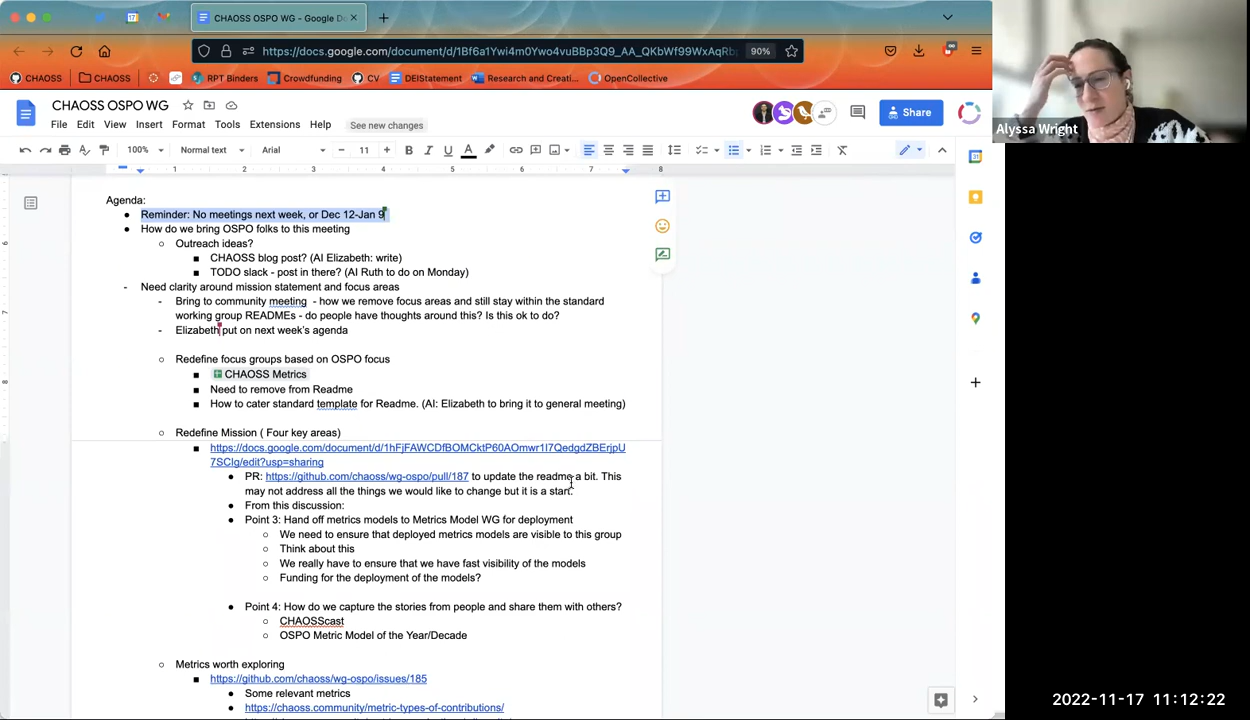 CHAOSS OSPO WG - Google Do
https://docs.google.com/document/d/1Bf6a1Ywi4m0Ywo4vuBBp3Q9_AA_QKbWf99WxAqRb
90%
CHAOSS
CHAOSS
RPT Binders
Crowdfunding
CV
DEIStatement
Research and Creati…
OpenCollective
CHAOSS OSPO WG
File Edit View Insert Format Tools Extensions Help
See new changes
Share
Alyssa Wright
100% Normal text Arial 11
1 2 3 4 5 6 7 8
Agenda:
Reminder: No meetings next week, or Dec 12-Jan 9
How do we bring OSPO folks to this meeting
Outreach ideas?
CHAOSS blog post? (AI Elizabeth: write)
TODO slack - post in there? (AI Ruth to do on Monday)
- Need clarity around mission statement and focus areas
- Bring to community meeting - how we remove focus areas and still stay within the standard
working group READMEs - do people have thoughts around this? Is this ok to do?
- Elizabeth put on next week's agenda
Redefine focus groups based on OSPO focus
CHAOSS Metrics
Need to remove from Readme
How to cater standard template for Readme. (AI: Elizabeth to bring it to general meeting)
Redefine Mission ( Four key areas)
https://docs.google.com/document/d/1hFjFAWCDfBOMCktP60AOmwr1I7QedgdZBErjpU
7SCIg/edit?usp=sharing
PR: https://github.com/chaoss/wg-ospo/pull/187 to update the readme a bit. This
may not address all the things we would like to change but it is a start.
From this discussion:
Point 3: Hand off metrics models to Metrics Model WG for deployment
We need to ensure that deployed metrics models are visible to this group
Think about this
We really have to ensure that we have fast visibility of the models
Funding for the deployment of the models?
Point 4: How do we capture the stories from people and share them with others?
CHAOSScast
OSPO Metric Model of the Year/Decade
Metrics worth exploring
https://github.com/chaoss/wg-ospo/issues/185
Some relevant metrics
https://chaoss.community/metric-types-of-contributions/
6
7
8
2022-11-17 11:12:22